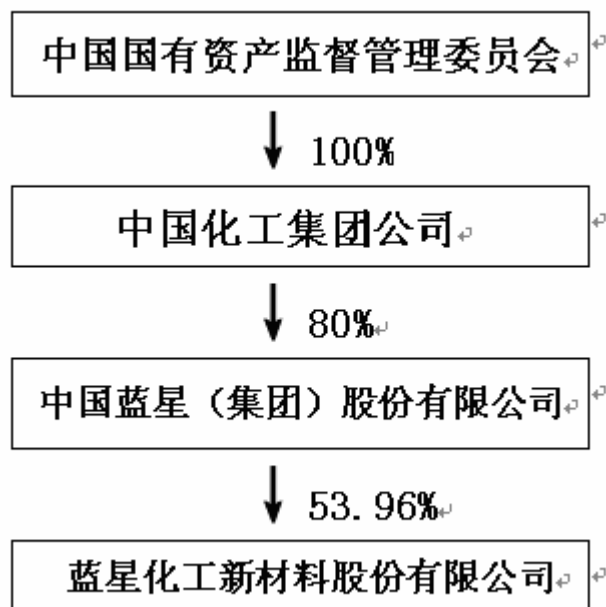 中国国有资产监督管理委员会
100%
中国化工集团公司
80%
中国蓝星（集团）股份有限公司
53.96%
蓝星化工新材料股份有限公司